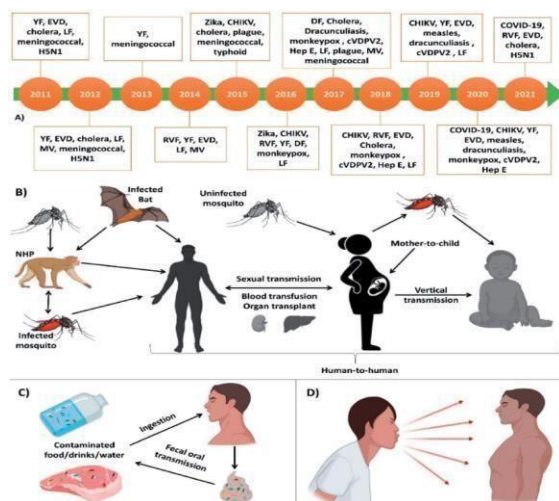 YF, EVD,
cholera, LF,
meningococcal,
H5N1
YF,
meningococcal
Zika, CHIKV,
cholera, plague,
meningococcal,
typhoid
DF, Cholera,
Dracunculiasis,
monkeypox, cVDPV2,
Hep E, LF, plague, MV,
meningococcal
CHIKV, YF, EVD,
measles,
dracunculiasis ,
cVDPV2 , LF
COVID-19,
RVF, EVD,
cholera,
H5N1
2011
2012
2013
2014
2015
2016
2017
2018
2019
2020
2021
A)
YF, EVD, cholera, LF,
MV, meningococcal,
H5N1
RVF, YF, EVD,
LF, MV
Zika, CHIKV,
RVF, YF, DF,
monkeypox,
LF
CHIKV, RVF, EVD,
Cholera,
monkeypox ,
cVDPV2, Hep E, LF
COVID-19, CHIKV, YF,
EVD, measles,
dracunculiasis,
monkeypox, cVDPV2,
Hep E
B)
Infected
Bat
Uninfected
mosquito
NHP
Infected
mosquito
Sexual transmission
Blood transfusion
Organ transplant
Mother-to-child
Vertical
transmission
Human-to-human
C)
Ingestion
Contaminated
food/drinks/water
Fecal oral
transmission
D)